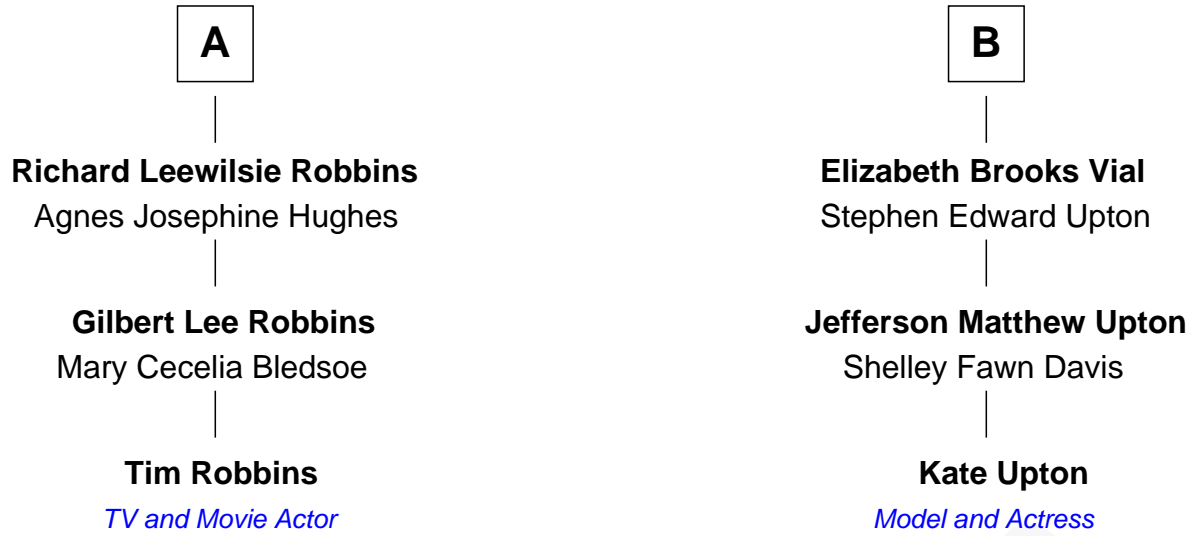 A
Richard Leewilsie Robbins
Agnes Josephine Hughes
Gilbert Lee Robbins
Mary Cecelia Bledsoe
Tim Robbins
TV and Movie Actor
B
Elizabeth Brooks Vial
Stephen Edward Upton
Jefferson Matthew Upton
Shelley Fawn Davis
Kate Upton
Model and Actress